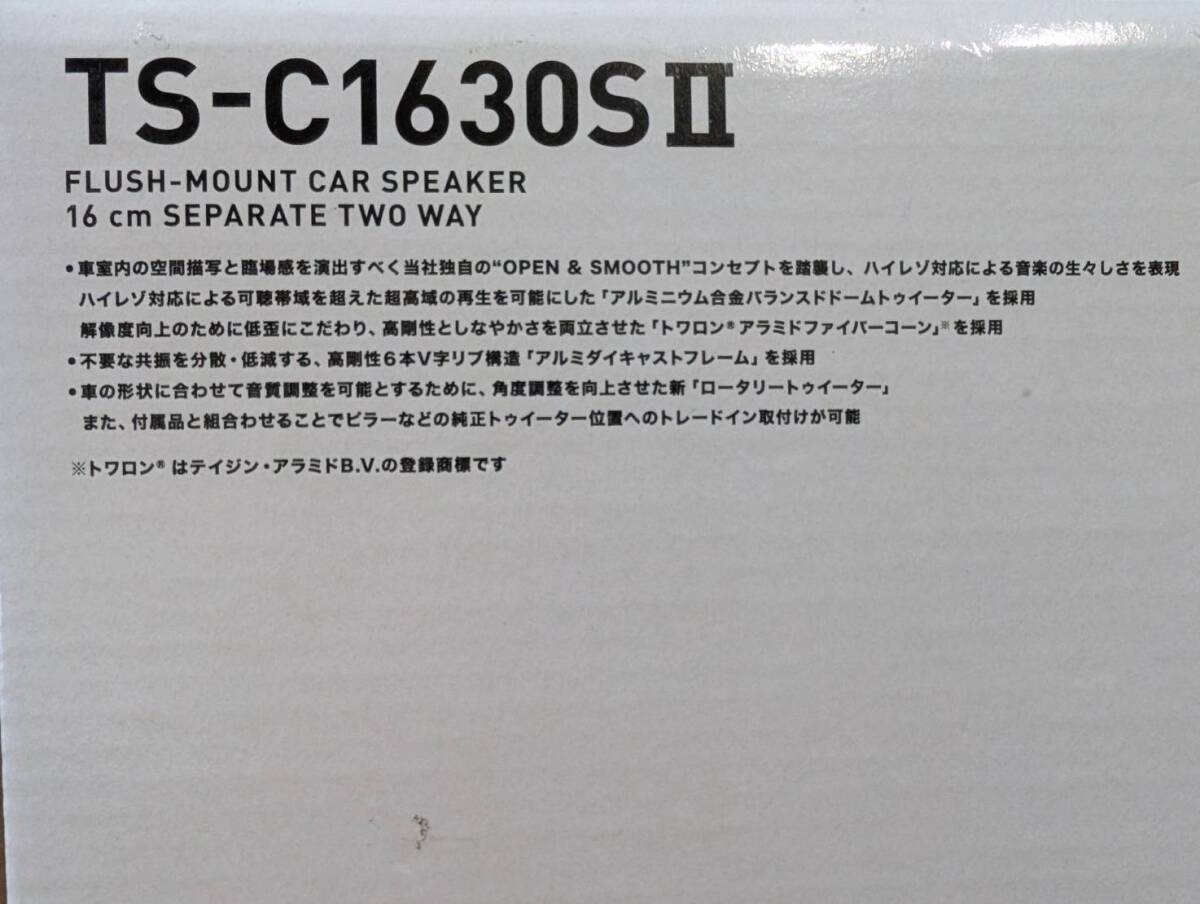 TS-C1630SⅡ
FLUSH-MOUNT CAR SPEAKER
16 cm SEPARATE TWO WAY
•車室内の空間描写と臨場感を演出すべく当社独自の“OPEN & SMOOTH”コンセプトを踏襲し、ハイレゾ対応による音楽の生々しさを表現
ハイレゾ対応による可聴帯域を超えた超高域の再生を可能にした「アルミニウム合金バランスドドームトゥイーター」を採用
解像度向上のために低歪にこだわり、高剛性としなやかさを両立させた「トワロン®アラミドファイバーコーン」※を採用
•不要な共振を分散・低減する、高剛性6本V字リブ構造「アルミダイキャストフレーム」を採用
•車の形状に合わせて音質調整を可能とするために、角度調整を向上させた新「ロータリートゥイーター」
また、付属品と組合わせることでピラーなどの純正トゥイーター位置へのトレードイン取付けが可能
※トワロン®はテイジン・アラミドB.V.の登録商標です